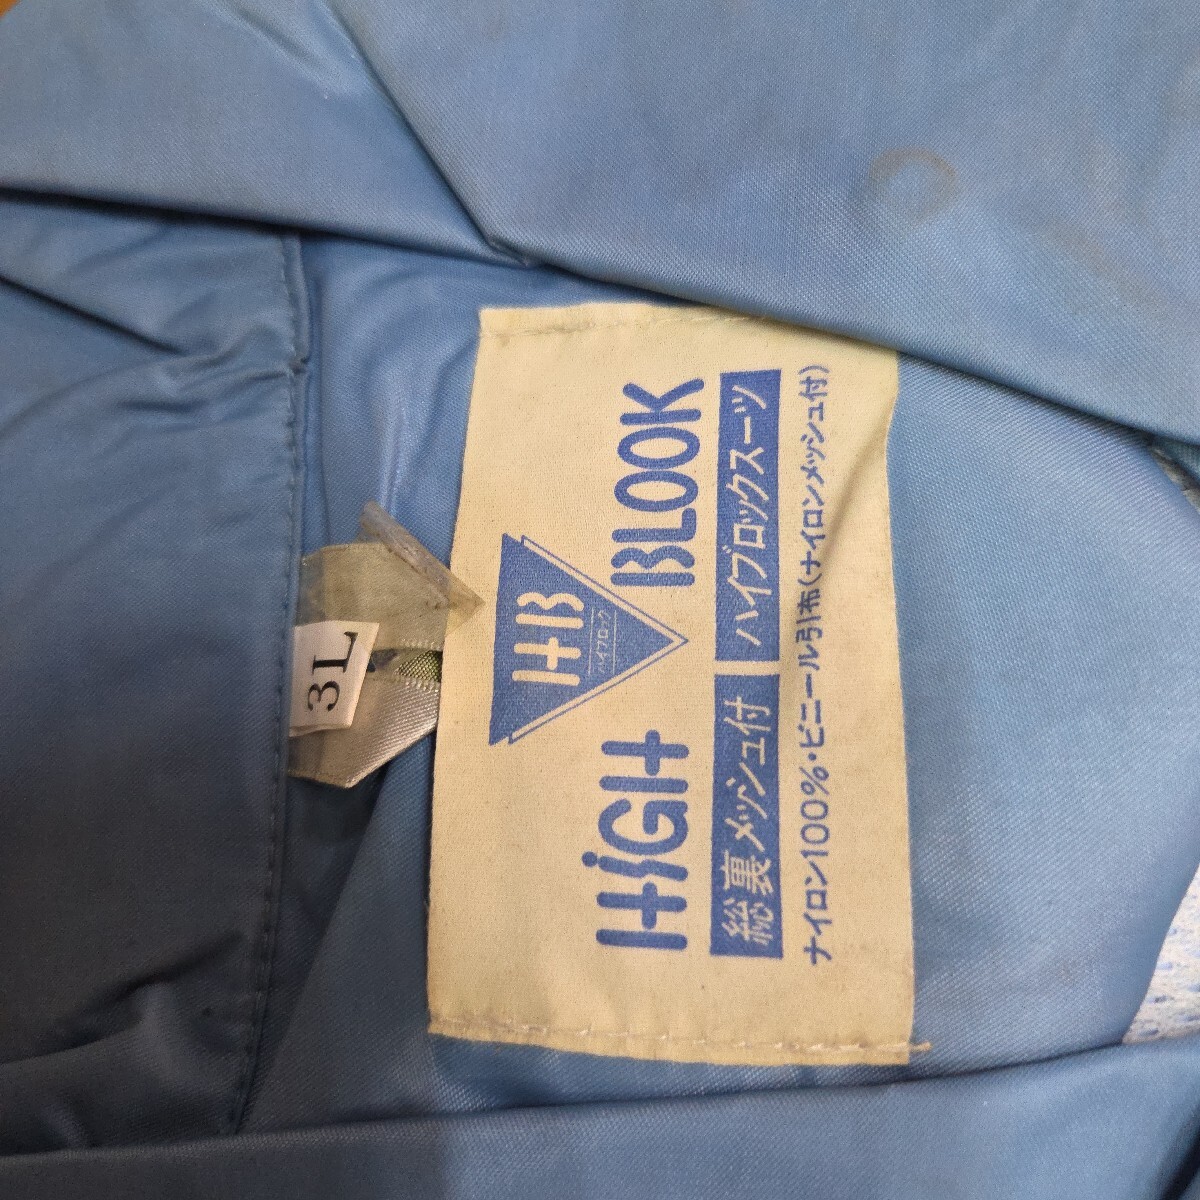 3L
H+B
ハイブロック
HiGH BLOOK
総裏メッシュ付 ハイブロックスーツ
ナイロン100%・ビニール引布(ナイロンメッシュ付)